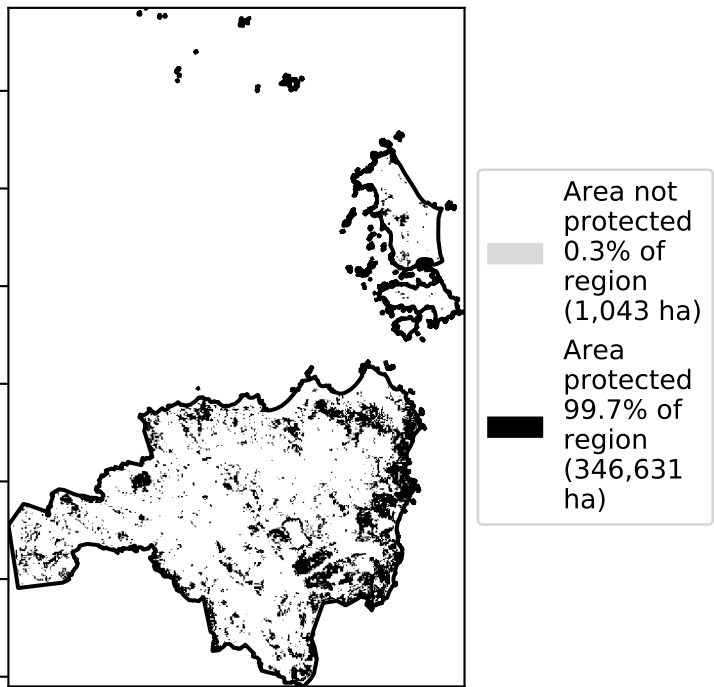 Area not
protected
0.3% of
region
(1,043 ha)
Area
protected
99.7% of
region
(346,631
ha)